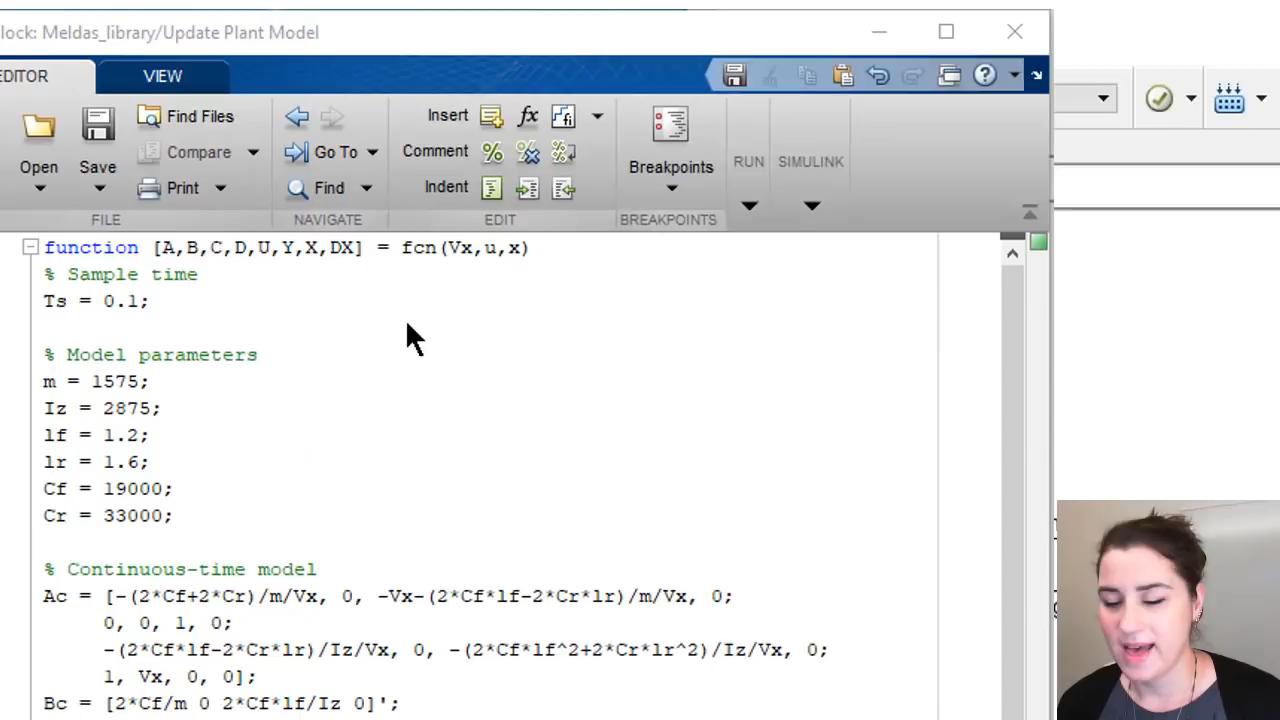 lock: Meldas_library/Update Plant Model
EDITOR
VIEW
Find Files
Insert
Compare
Go To
Comment
Open
Save
Print
Find
Indent
Breakpoints
RUN
SIMULINK
FILE
NAVIGATE
EDIT
BREAKPOINTS
function [A,B,C,D,U,Y,X,DX] = fcn(Vx,u,x)
% Sample time
Ts = 0.1;
% Model parameters
m = 1575;
Iz = 2875;
lf = 1.2;
lr = 1.6;
Cf = 19000;
Cr = 33000;
% Continuous-time model
Ac = [-(2*Cf+2*Cr)/m/Vx, 0, -Vx-(2*Cf*lf-2*Cr*lr)/m/Vx, 0;
0, 0, 1, 0;
-(2*Cf*lf-2*Cr*lr)/Iz/Vx, 0, -(2*Cf*lf^2+2*Cr*lr^2)/Iz/Vx, 0;
1, Vx, 0, 0];
Bc = [2*Cf/m 0 2*Cf*lf/Iz 0]';